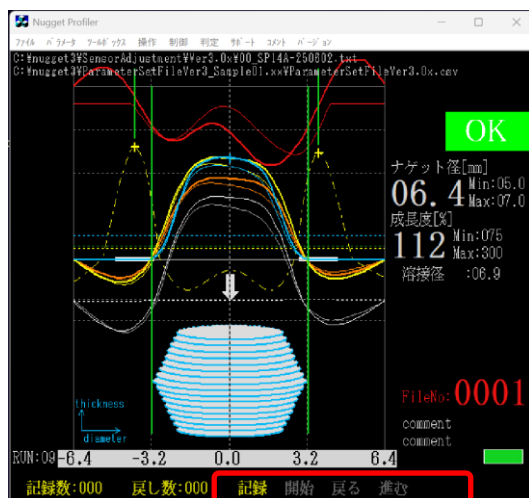 Nugget Profiler
ファイル パラメータ ツールボックス 操作 制御 判定 サポート コメント バージョン
C:¥nugget3¥SensorAdjustment¥Ver3.0x¥00_SP14A-250602.txt
C:¥nugget3¥ParameterSetFileVer3_Sample01.xx¥ParameterSetFileVer3.0x.csv
OK
ナゲット径[mm]
06.4 Min:05.0
Max:07.0
成長度[%]
112 Min:075
Max:300
溶接径 :06.9
thickness
diameter
FileNo:0001
comment
comment
RUN:09 -6.4 -3.2 0.0 3.2 6.4
記録数:000 戻し数:000 記録 開始 戻る 進む